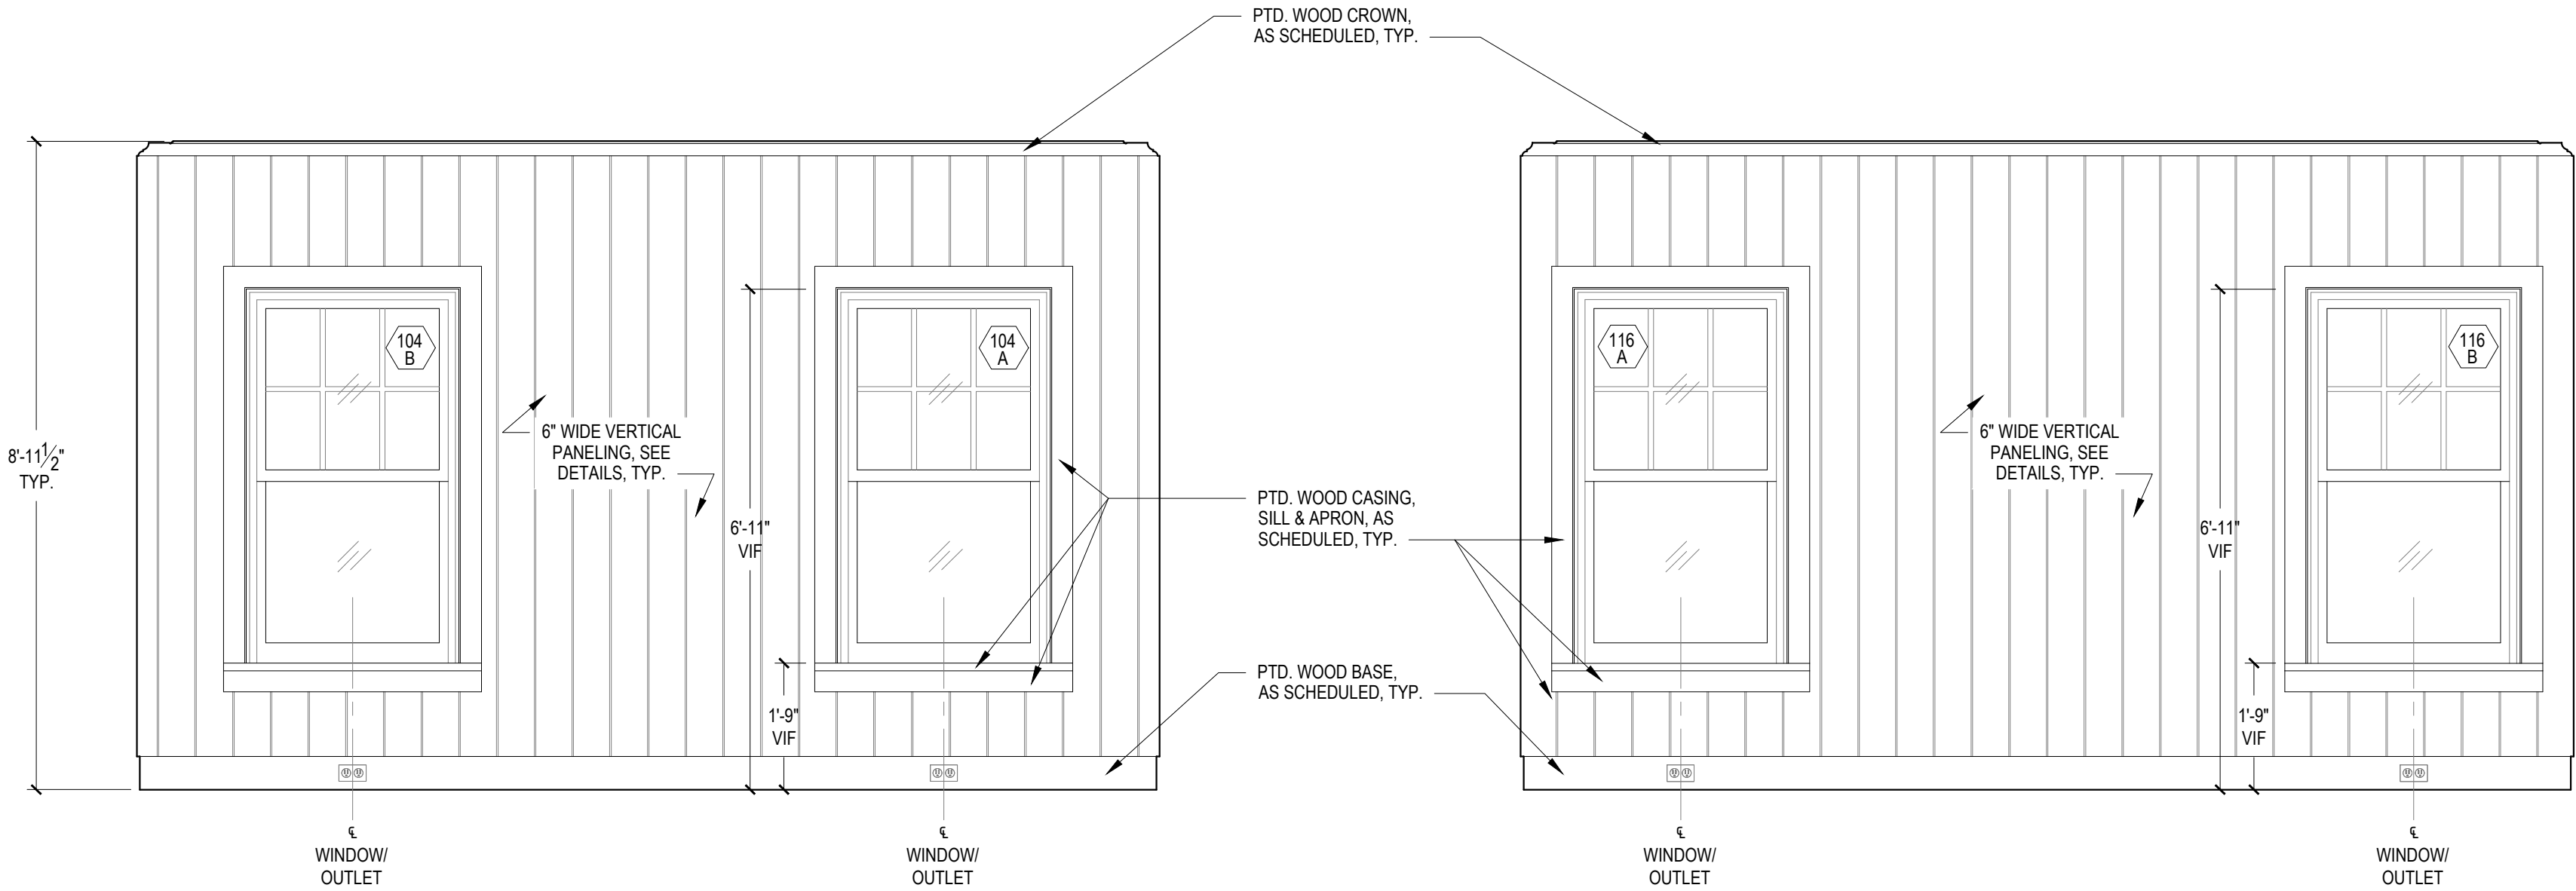 PTD. WOOD CROWN,
AS SCHEDULED, TYP.
8'-11 1/2"
TYP.
104
B
104
A
6" WIDE VERTICAL
PANELING, SEE
DETAILS, TYP.
6'-11"
VIF
1'-9"
VIF
PTD. WOOD CASING,
SILL & APRON, AS
SCHEDULED, TYP.
PTD. WOOD BASE,
AS SCHEDULED, TYP.
116
A
116
B
6" WIDE VERTICAL
PANELING, SEE
DETAILS, TYP.
6'-11"
VIF
1'-9"
VIF
℄
WINDOW/
OUTLET
℄
WINDOW/
OUTLET
℄
WINDOW/
OUTLET
℄
WINDOW/
OUTLET